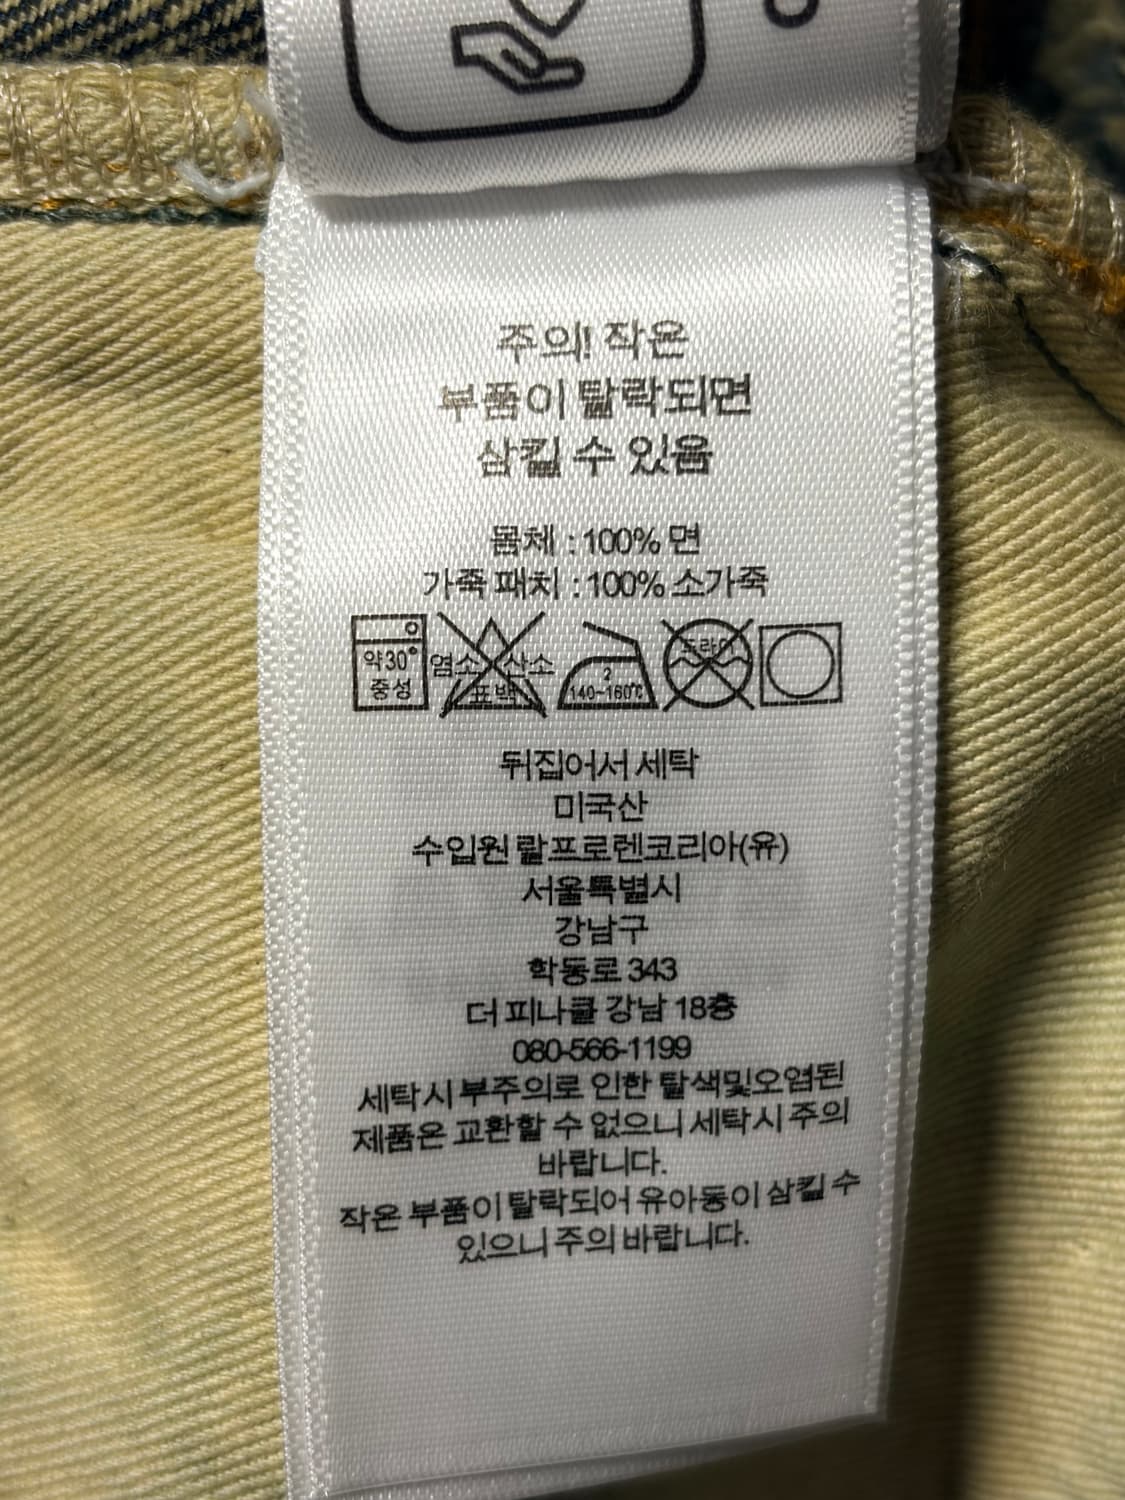 주의! 작은
부품이 탈락되면
삼킬 수 있음
몸체 : 100% 면
가죽 패치 : 100% 소가죽
약30°
중성
염소 산소
표백
2
140~160℃
드라이
뒤집어서 세탁
미국산
수입원 랄프로렌코리아(유)
서울특별시
강남구
학동로 343
더 피나클 강남 18층
080-566-1199
세탁시 부주의로 인한 탈색및오염된
제품은 교환할 수 없으니 세탁시 주의
바랍니다.
작은 부품이 탈락되어 유아동이 삼킬 수
있으니 주의 바랍니다.